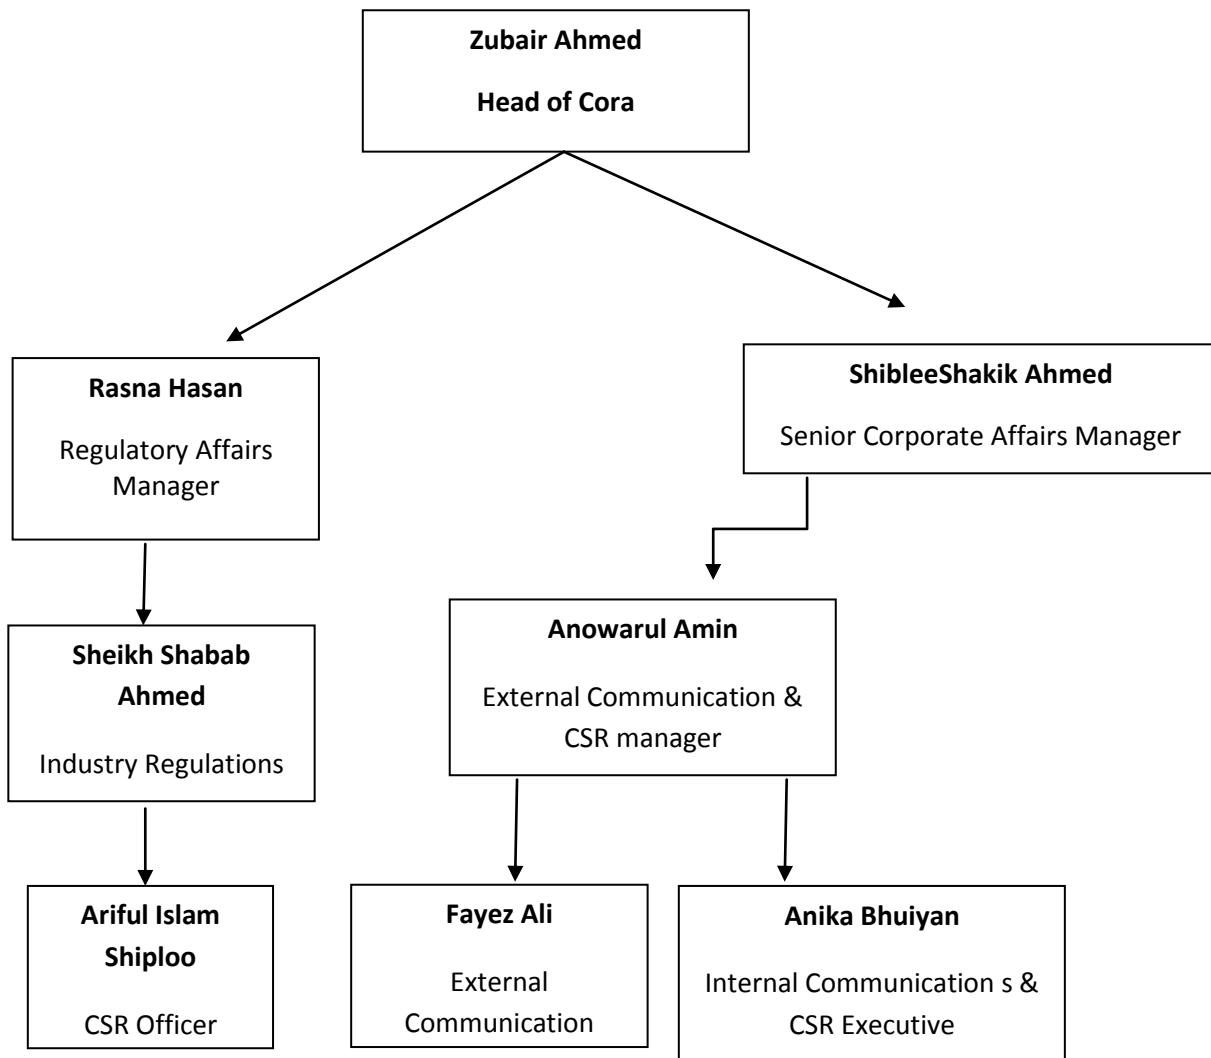 Zubair Ahmed
Head of Cora
Rasna Hasan
Regulatory Affairs
Manager
ShibleeShakik Ahmed
Senior Corporate Affairs Manager
Sheikh Shabab
Ahmed
Industry Regulations
Anowarul Amin
External Communication &
CSR manager
Ariful Islam
Shiploo
CSR Officer
Fayez Ali
External
Communication
Anika Bhuiyan
Internal Communication s &
CSR Executive